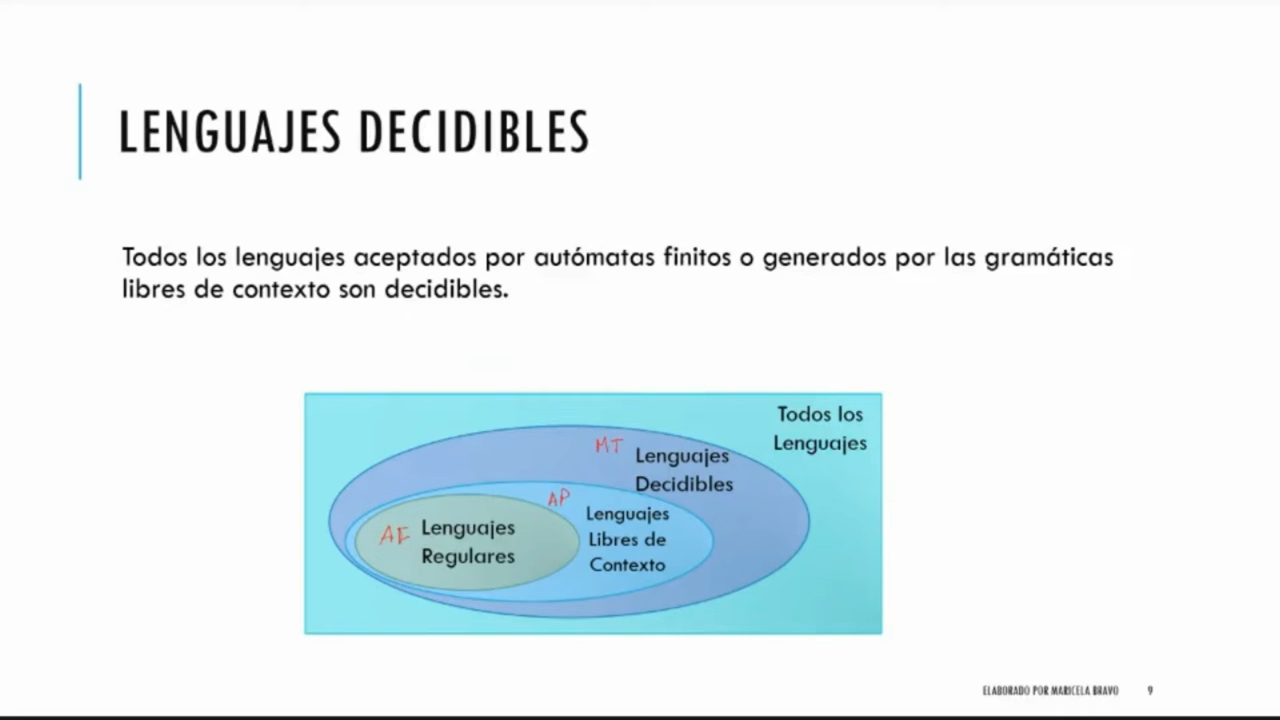 LENGUAJES DECIDIBLES
Todos los lenguajes aceptados por autómatas finitos o generados por las gramáticas
libres de contexto son decidibles.
Todos los
Lenguajes
MT
Lenguajes
Decidibles
AP
Lenguajes
Libres de
Contexto
AF
Lenguajes
Regulares
ELABORADO POR MARICELA BRAVO
9